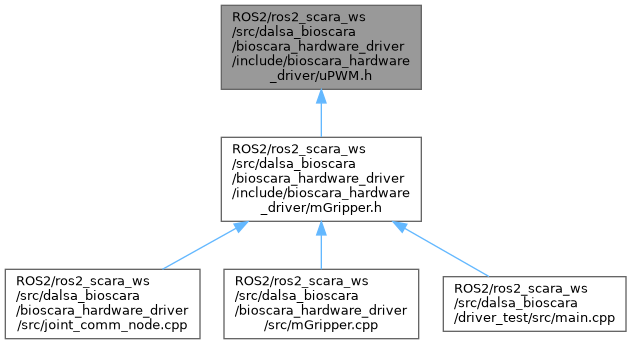 ROS2/ros2_scara_ws
/src/dalsa_bioscara
/bioscara_hardware_driver
/include/bioscara_hardware
_driver/uPWM.h
ROS2/ros2_scara_ws
/src/dalsa_bioscara
/bioscara_hardware_driver
/include/bioscara_hardware
_driver/mGripper.h
ROS2/ros2_scara_ws
/src/dalsa_bioscara
/bioscara_hardware_driver
/src/joint_comm_node.cpp
ROS2/ros2_scara_ws
/src/dalsa_bioscara
/bioscara_hardware_driver
/src/mGripper.cpp
ROS2/ros2_scara_ws
/src/dalsa_bioscara
/driver_test/src/main.cpp